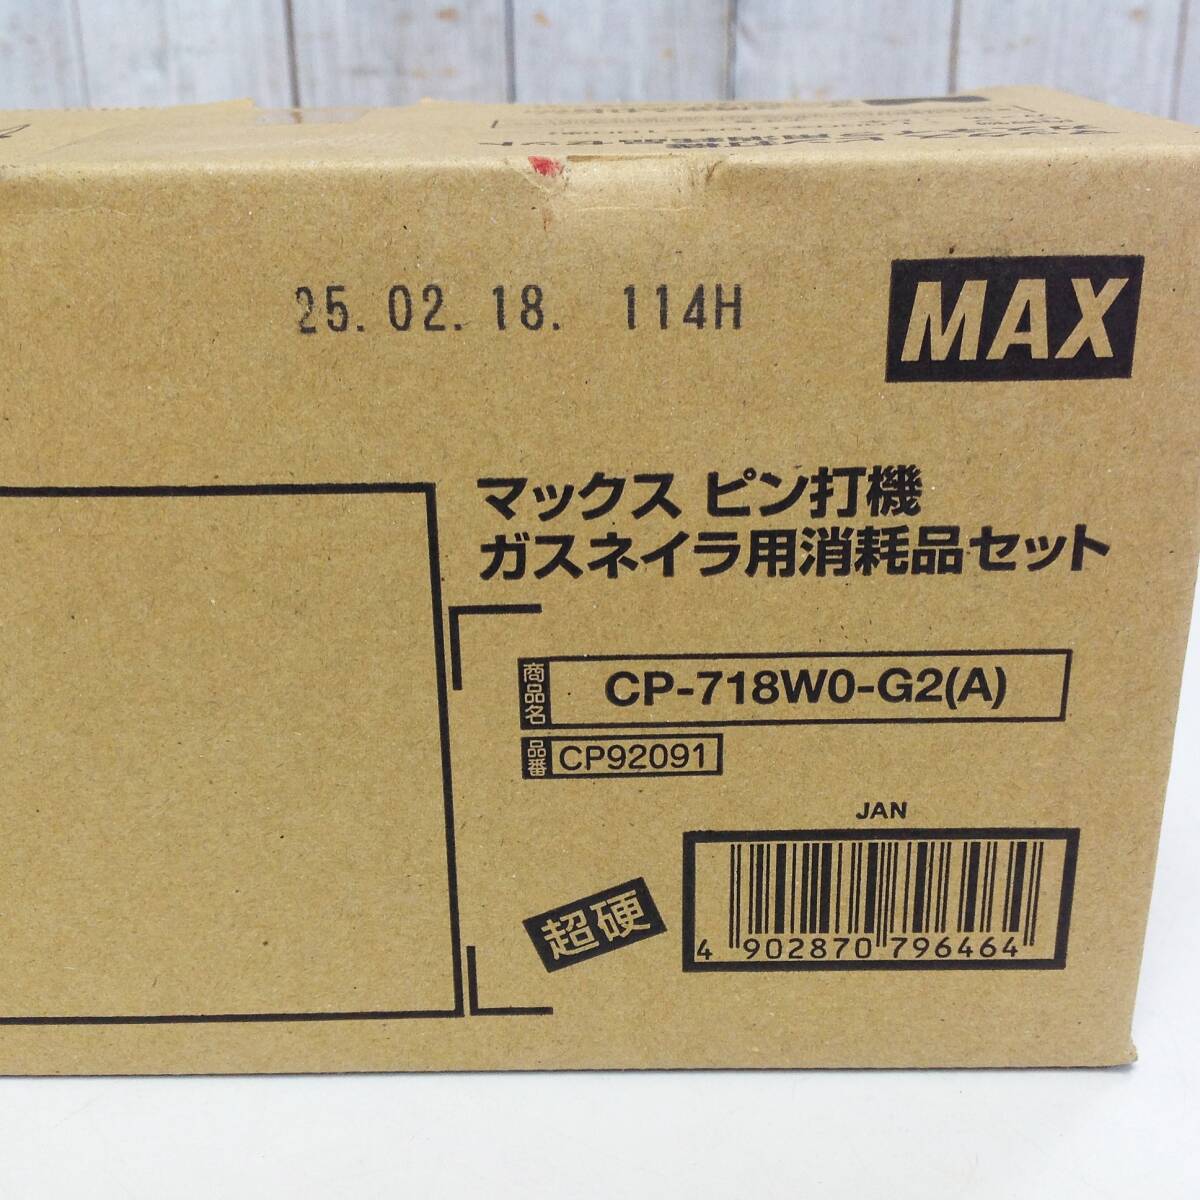 25.02.18. 114H
MAX
マックス ピン打機
ガスネイラ用消耗品セット
商品名 CP-718W0-G2(A)
品番 CP92091
JAN
4 902870 796464
超硬